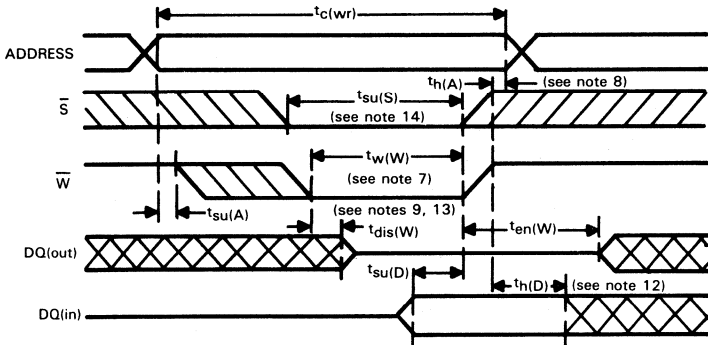 tc(wr)
ADDRESS
th(A)
(see note 8)
S
tsu(S)
(see note 14)
W
tw(W)
(see note 7)
tsu(A)
(see notes 9, 13)
tdis(W)
ten(W)
DQ(out)
tsu(D)
th(D)
(see note 12)
DQ(in)